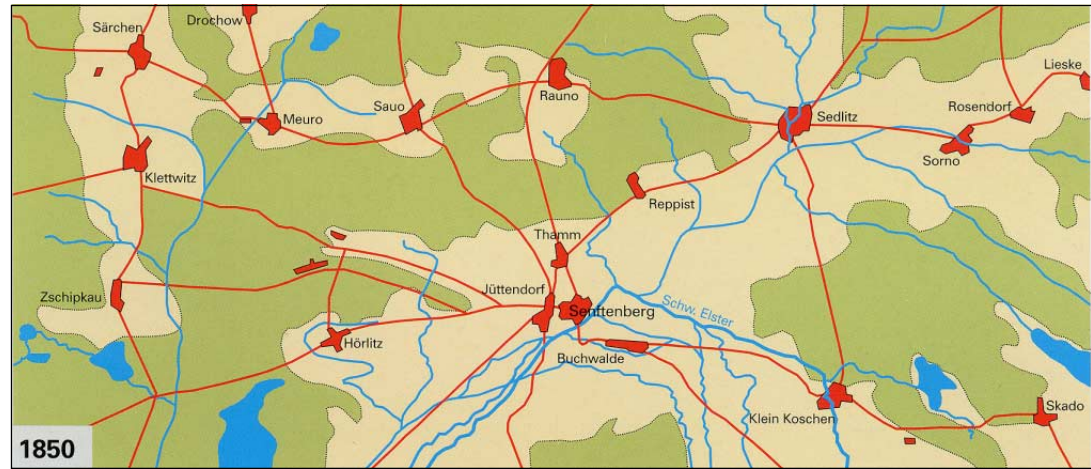 Särchen
Drochow
Meuro
Sauo
Rauno
Sedlitz
Lieske
Rosendorf
Sorno
Klettwitz
Reppist
Thamm
Zschipkau
Jüttendorf
Senftenberg
Schw. Elster
Hörlitz
Buchwalde
Klein Koschen
Skado
?
1850